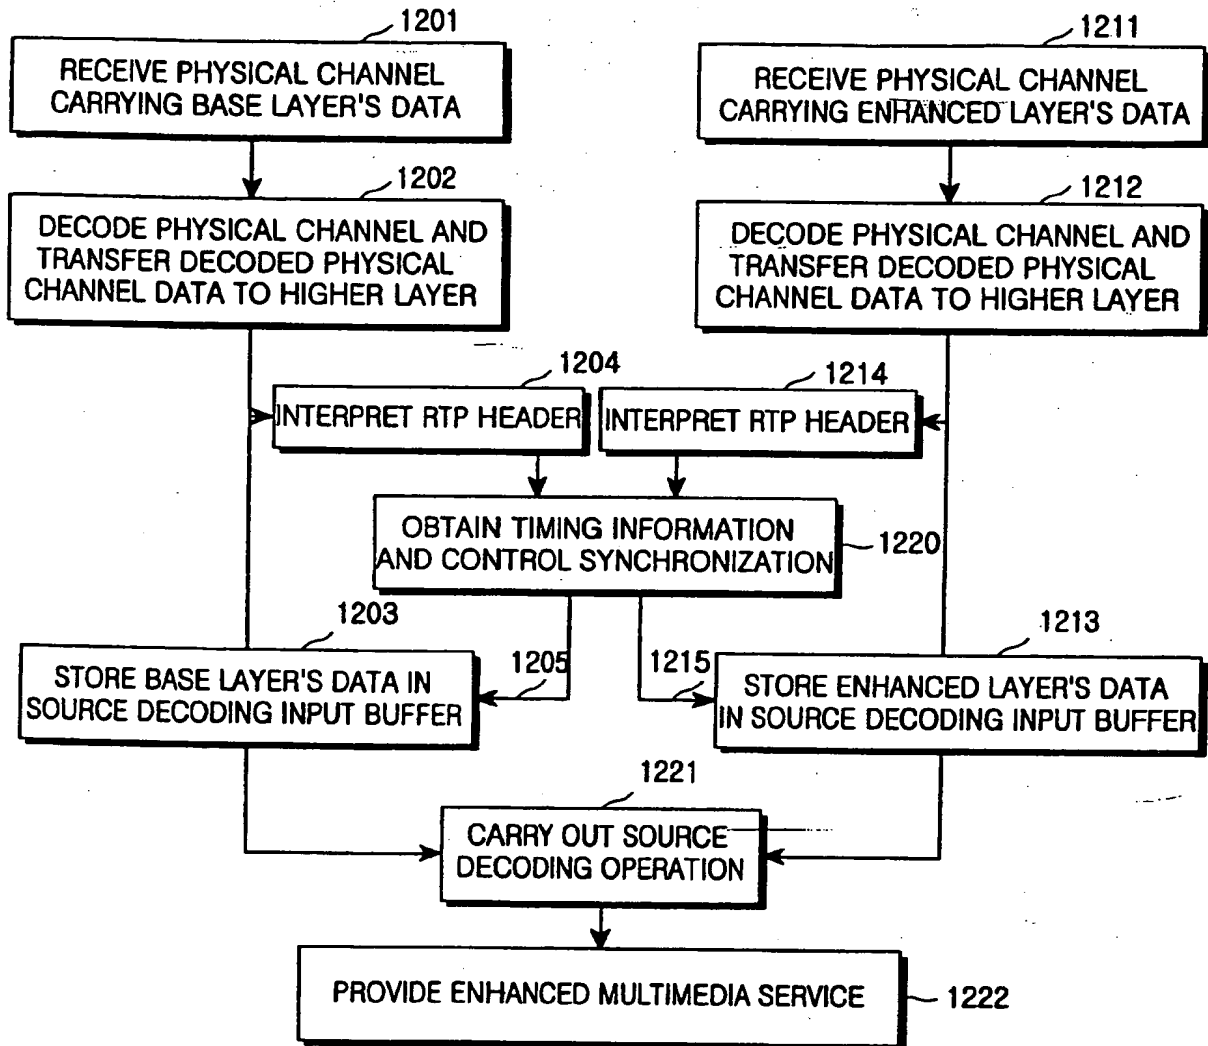 1201
RECEIVE PHYSICAL CHANNEL
CARRYING BASE LAYER'S DATA
1211
RECEIVE PHYSICAL CHANNEL
CARRYING ENHANCED LAYER'S DATA
1202
DECODE PHYSICAL CHANNEL AND
TRANSFER DECODED PHYSICAL
CHANNEL DATA TO HIGHER LAYER
1212
DECODE PHYSICAL CHANNEL AND
TRANSFER DECODED PHYSICAL
CHANNEL DATA TO HIGHER LAYER
1204
INTERPRET RTP HEADER
1214
INTERPRET RTP HEADER
OBTAIN TIMING INFORMATION
AND CONTROL SYNCHRONIZATION
1220
1203
STORE BASE LAYER'S DATA IN
SOURCE DECODING INPUT BUFFER
1205
1215
1213
STORE ENHANCED LAYER'S DATA
IN SOURCE DECODING INPUT BUFFER
1221
CARRY OUT SOURCE
DECODING OPERATION
PROVIDE ENHANCED MULTIMEDIA SERVICE
1222